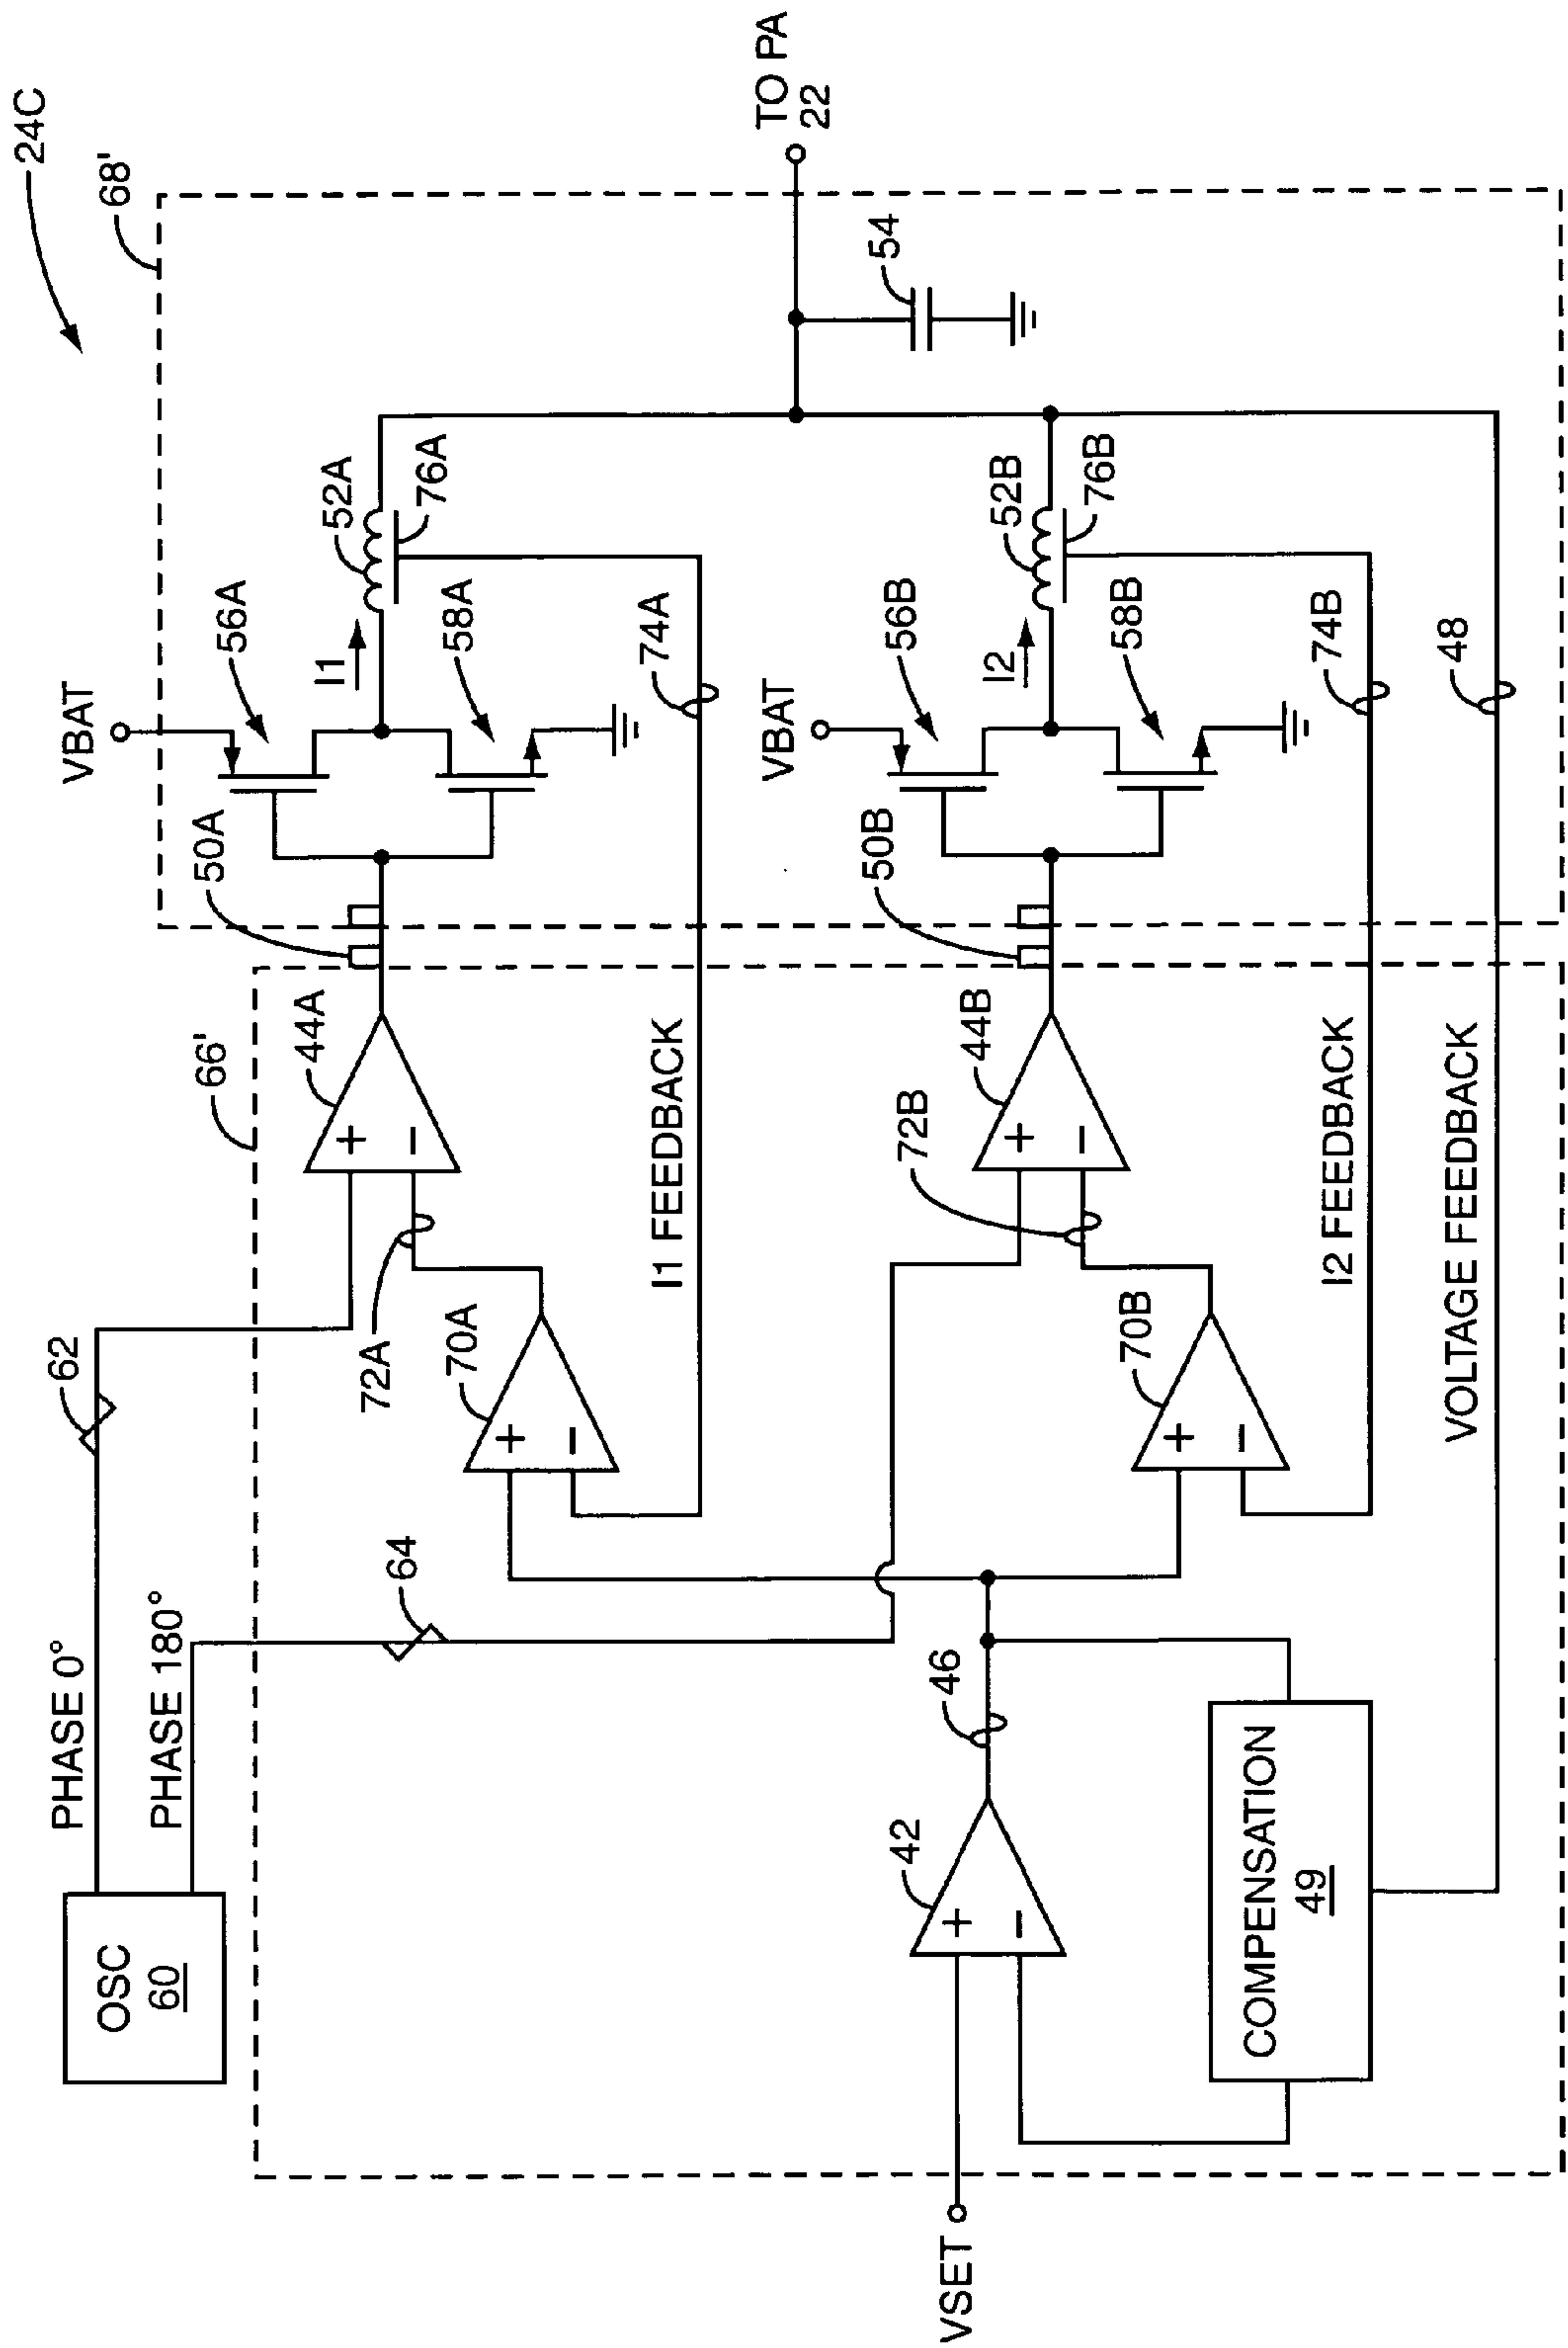 24C
68'
TO PA
22
54
VBAT
56A
I1
52A
76A
58A
74A
50A
66'
44A
+
−
I1 FEEDBACK
72A
70A
+
−
62
PHASE 0°
PHASE 180°
OSC
60
64
VBAT
56B
I2
52B
76B
58B
74B
50B
44B
+
−
72B
I2 FEEDBACK
70B
+
−
48
VOLTAGE FEEDBACK
46
42
+
−
COMPENSATION
49
VSET